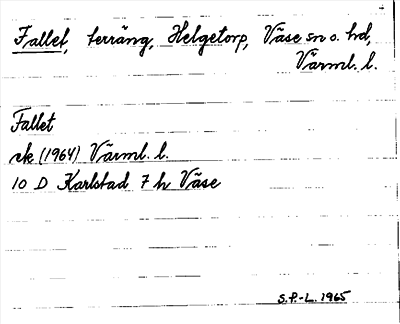 Fallet, terräng, Helgetorp, Väse sn o. hd,
Värml. l.
Fallet
ek (1964) Värml. l.
10 D Karlstad 7 h Väse
S.P.-L. 1965